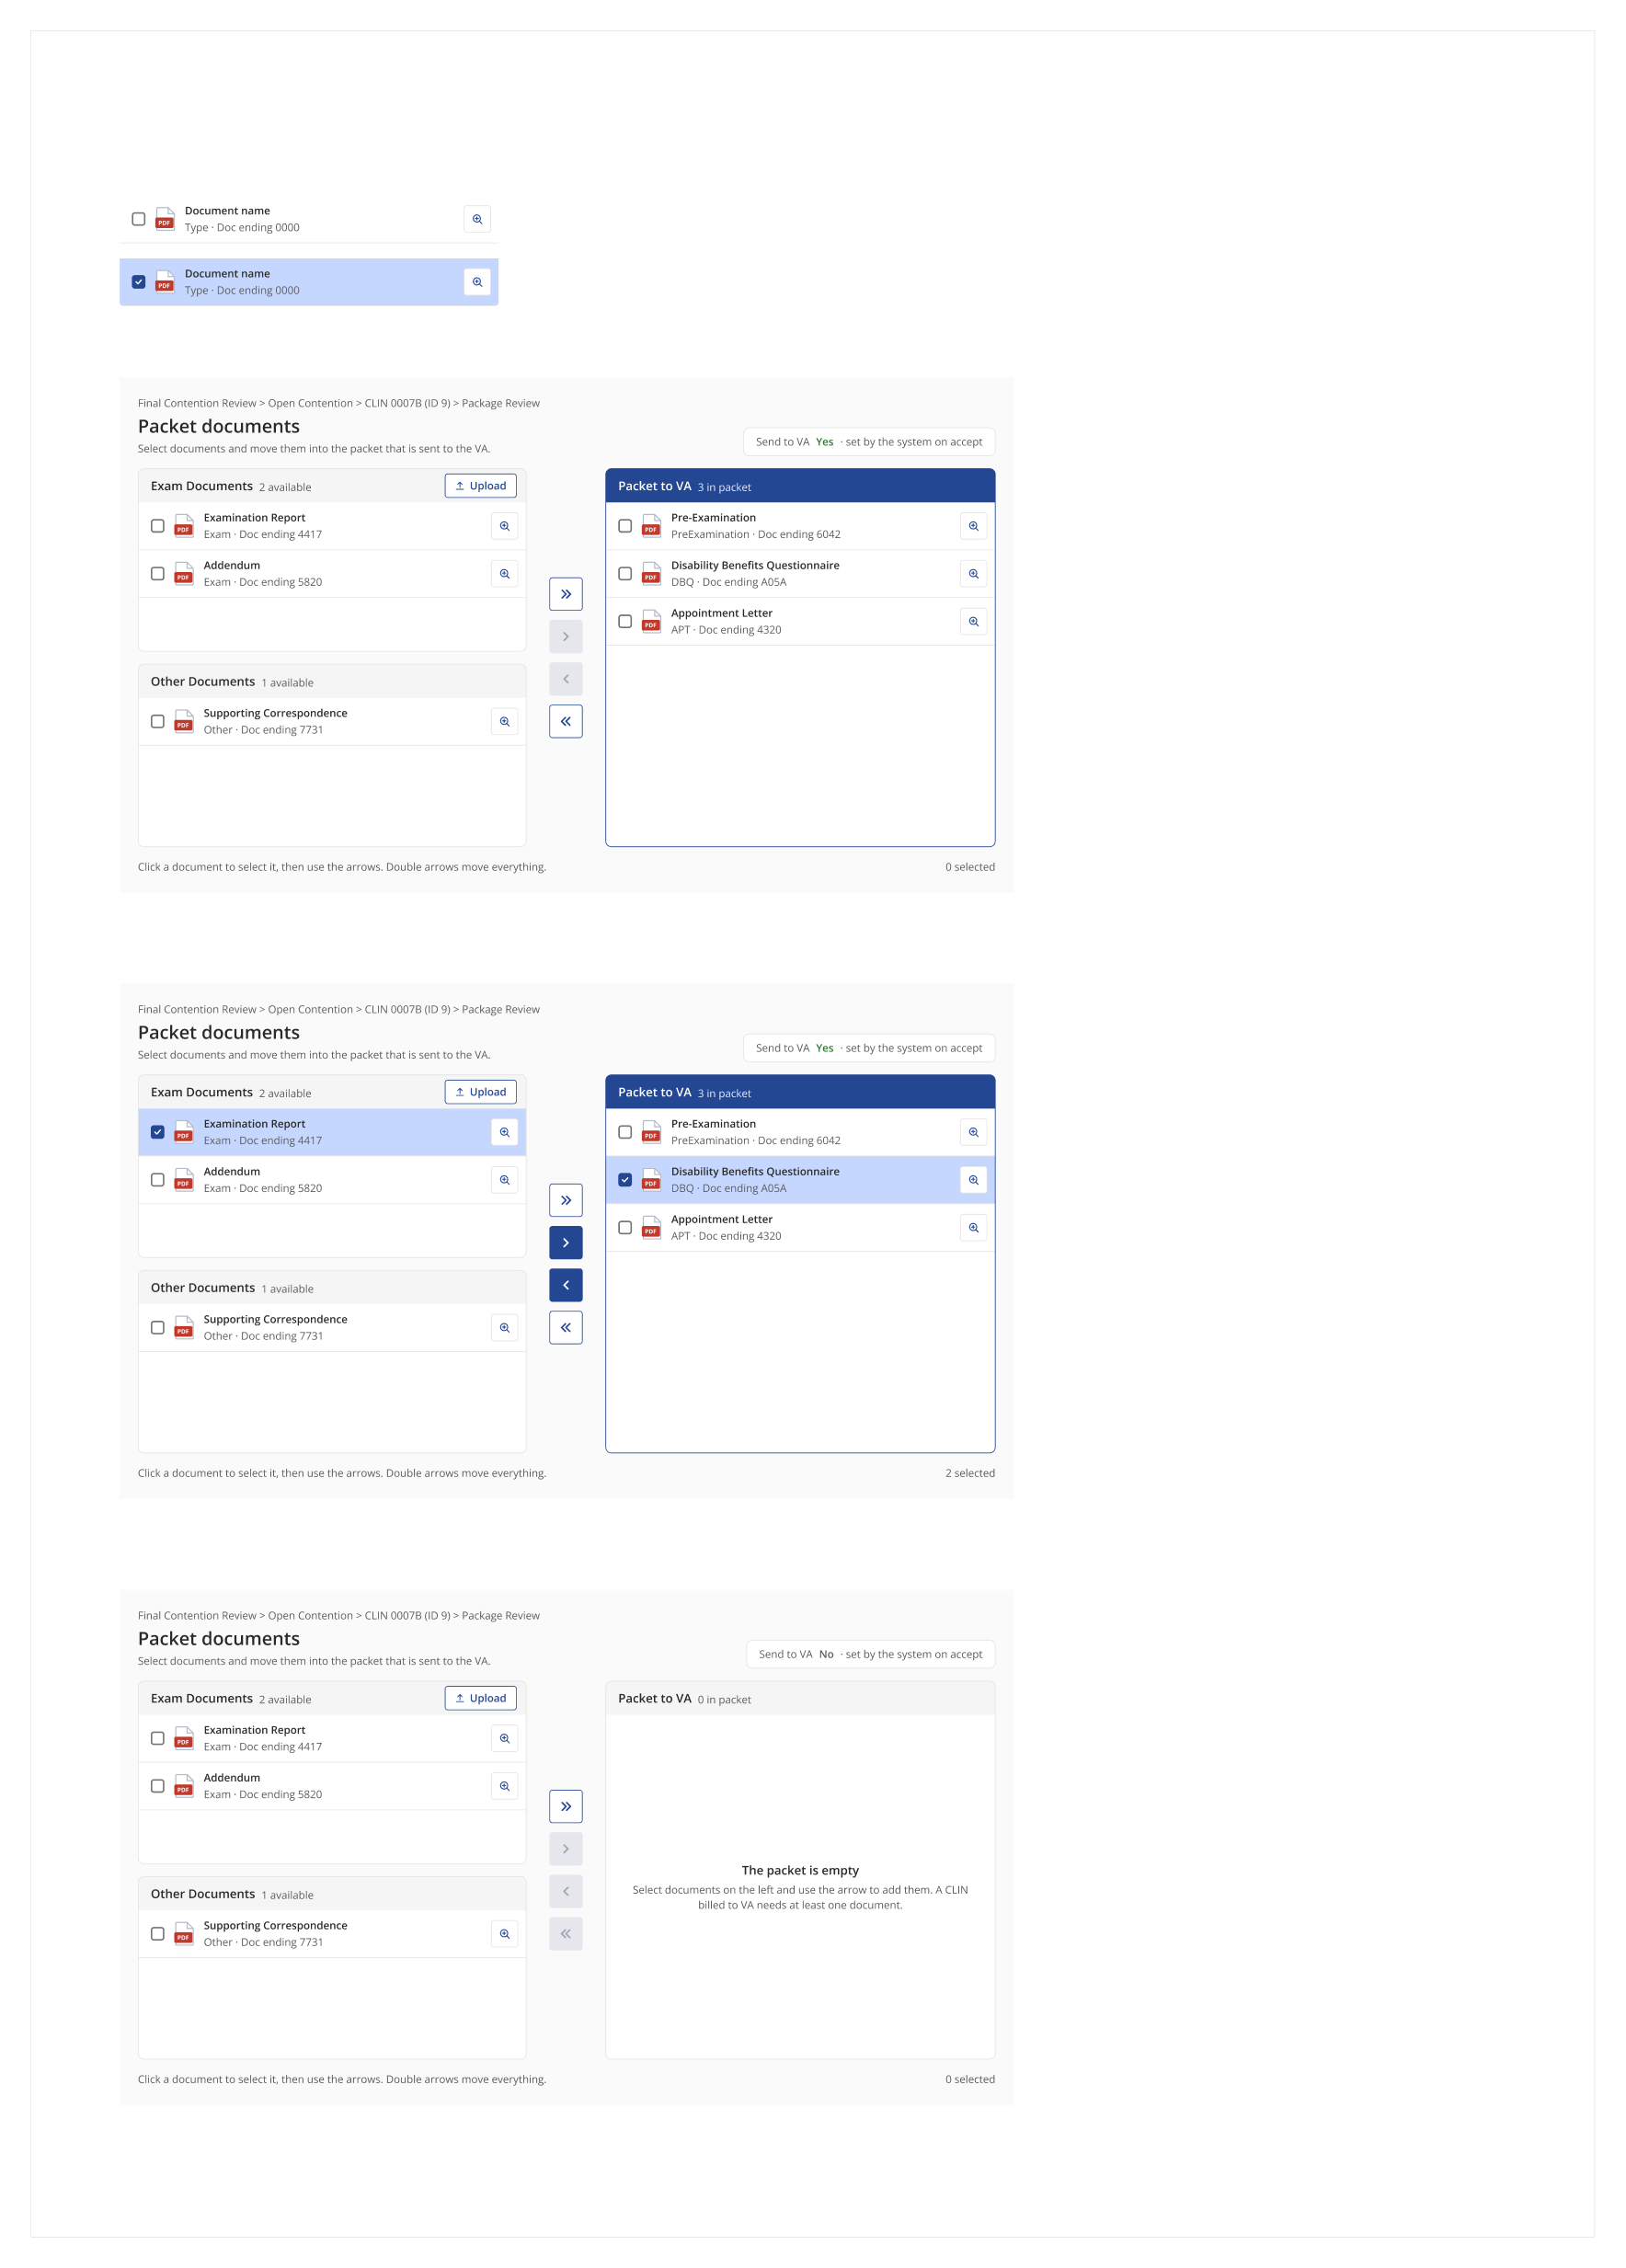 Document name
PDF
Type · Doc ending 0000
Document name
PDF
Type · Doc ending 0000
Final Contention Review > Open Contention > CLIN 0007B (ID 9) > Package Review
Packet documents
Select documents and move them into the packet that is sent to the VA.
Send to VA Yes · set by the system on accept
Exam Documents 2 available
Upload
Examination Report
PDF
Exam · Doc ending 4417
Addendum
PDF
Exam · Doc ending 5820
Other Documents 1 available
Supporting Correspondence
PDF
Other · Doc ending 7731
Packet to VA 3 in packet
Pre-Examination
PDF
PreExamination · Doc ending 6042
Disability Benefits Questionnaire
PDF
DBQ · Doc ending A05A
Appointment Letter
PDF
APT · Doc ending 4320
Click a document to select it, then use the arrows. Double arrows move everything.
0 selected
Final Contention Review > Open Contention > CLIN 0007B (ID 9) > Package Review
Packet documents
Select documents and move them into the packet that is sent to the VA.
Send to VA Yes · set by the system on accept
Exam Documents 2 available
Upload
Examination Report
PDF
Exam · Doc ending 4417
Addendum
PDF
Exam · Doc ending 5820
Other Documents 1 available
Supporting Correspondence
PDF
Other · Doc ending 7731
Packet to VA 3 in packet
Pre-Examination
PDF
PreExamination · Doc ending 6042
Disability Benefits Questionnaire
PDF
DBQ · Doc ending A05A
Appointment Letter
PDF
APT · Doc ending 4320
Click a document to select it, then use the arrows. Double arrows move everything.
2 selected
Final Contention Review > Open Contention > CLIN 0007B (ID 9) > Package Review
Packet documents
Select documents and move them into the packet that is sent to the VA.
Send to VA No · set by the system on accept
Exam Documents 2 available
Upload
Examination Report
PDF
Exam · Doc ending 4417
Addendum
PDF
Exam · Doc ending 5820
Other Documents 1 available
Supporting Correspondence
PDF
Other · Doc ending 7731
Packet to VA 0 in packet
The packet is empty
Select documents on the left and use the arrow to add them. A CLIN
billed to VA needs at least one document.
Click a document to select it, then use the arrows. Double arrows move everything.
0 selected